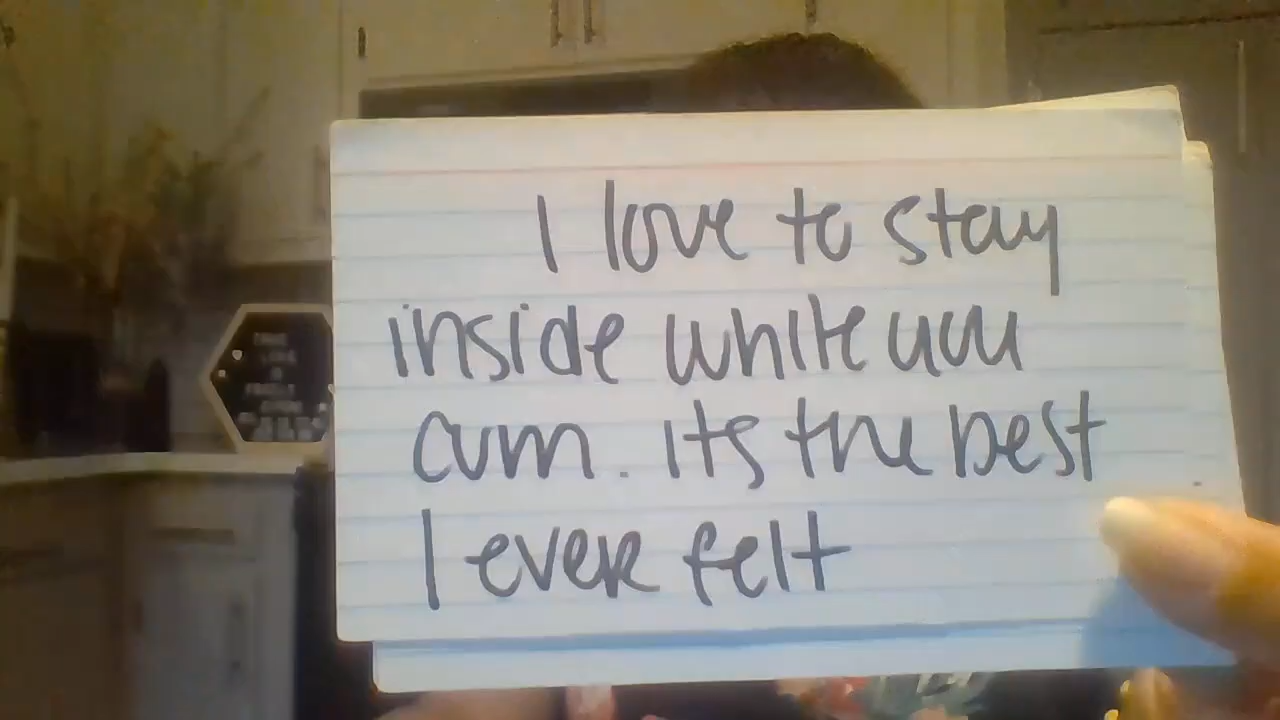 I love to stay
inside while you
cum. its the best
I ever felt